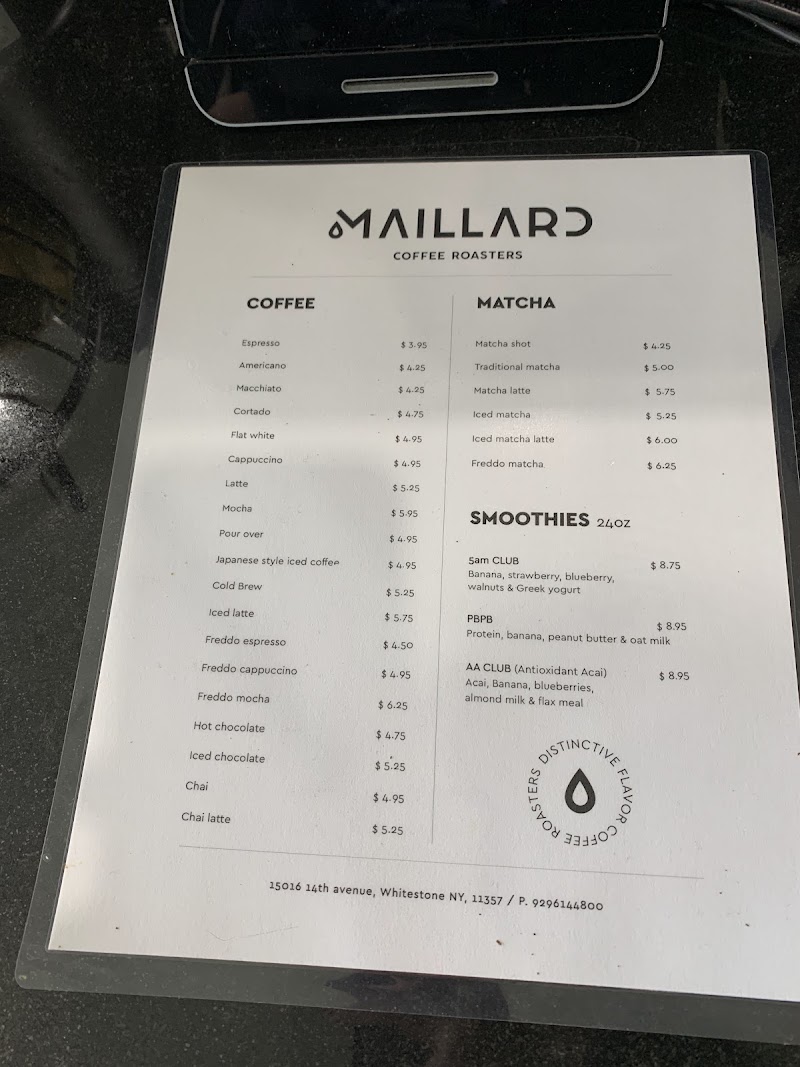 MAILLARD
COFFEE ROASTERS
COFFEE
Espresso $ 3.95
Americano $ 4.25
Macchiato $ 4.25
Cortado $ 4.75
Flat white $ 4.95
Cappuccino $ 4.95
Latte $ 5.25
Mocha $ 5.95
Pour over $ 4.95
Japanese style iced coffee $ 4.95
Cold Brew $ 5.25
Iced latte $ 5.75
Freddo espresso $ 4.50
Freddo cappuccino $ 4.95
Freddo mocha $ 6.25
Hot chocolate $ 4.75
Iced chocolate $ 5.25
Chai $ 4.95
Chai latte $ 5.25
MATCHA
Matcha shot $ 4.25
Traditional matcha $ 5.00
Matcha latte $ 5.75
Iced matcha $ 5.25
Iced matcha latte $ 6.00
Freddo matcha $ 6.25
SMOOTHIES 24OZ
5am CLUB $ 8.75
Banana, strawberry, blueberry,
walnuts & Greek yogurt
PBPB $ 8.95
Protein, banana, peanut butter & oat milk
AA CLUB (Antioxidant Acai) $ 8.95
Acai, Banana, blueberries,
almond milk & flax meal
DISTINCTIVE FLAVOR COFFEE ROASTERS
15016 14th avenue, Whitestone NY, 11357 / P. 9296144800